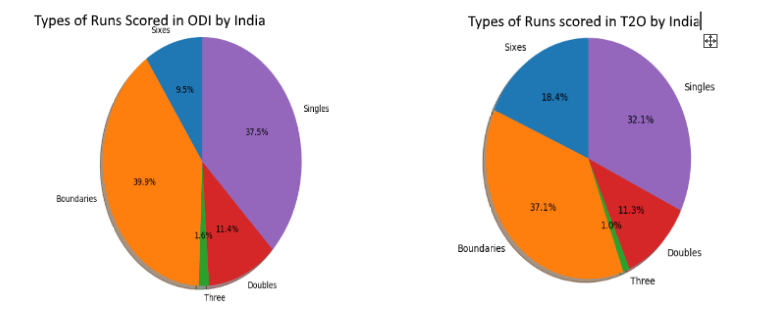 Types of Runs Scored in ODI by India
Sixes
9.5%
Singles
37.5%
39.9%
Boundaries
1.6%
11.4%
Doubles
Three
Types of Runs scored in T2O by India
Sixes
Singles
18.4%
32.1%
37.1%
11.3%
1.0%
Boundaries
Doubles
Three